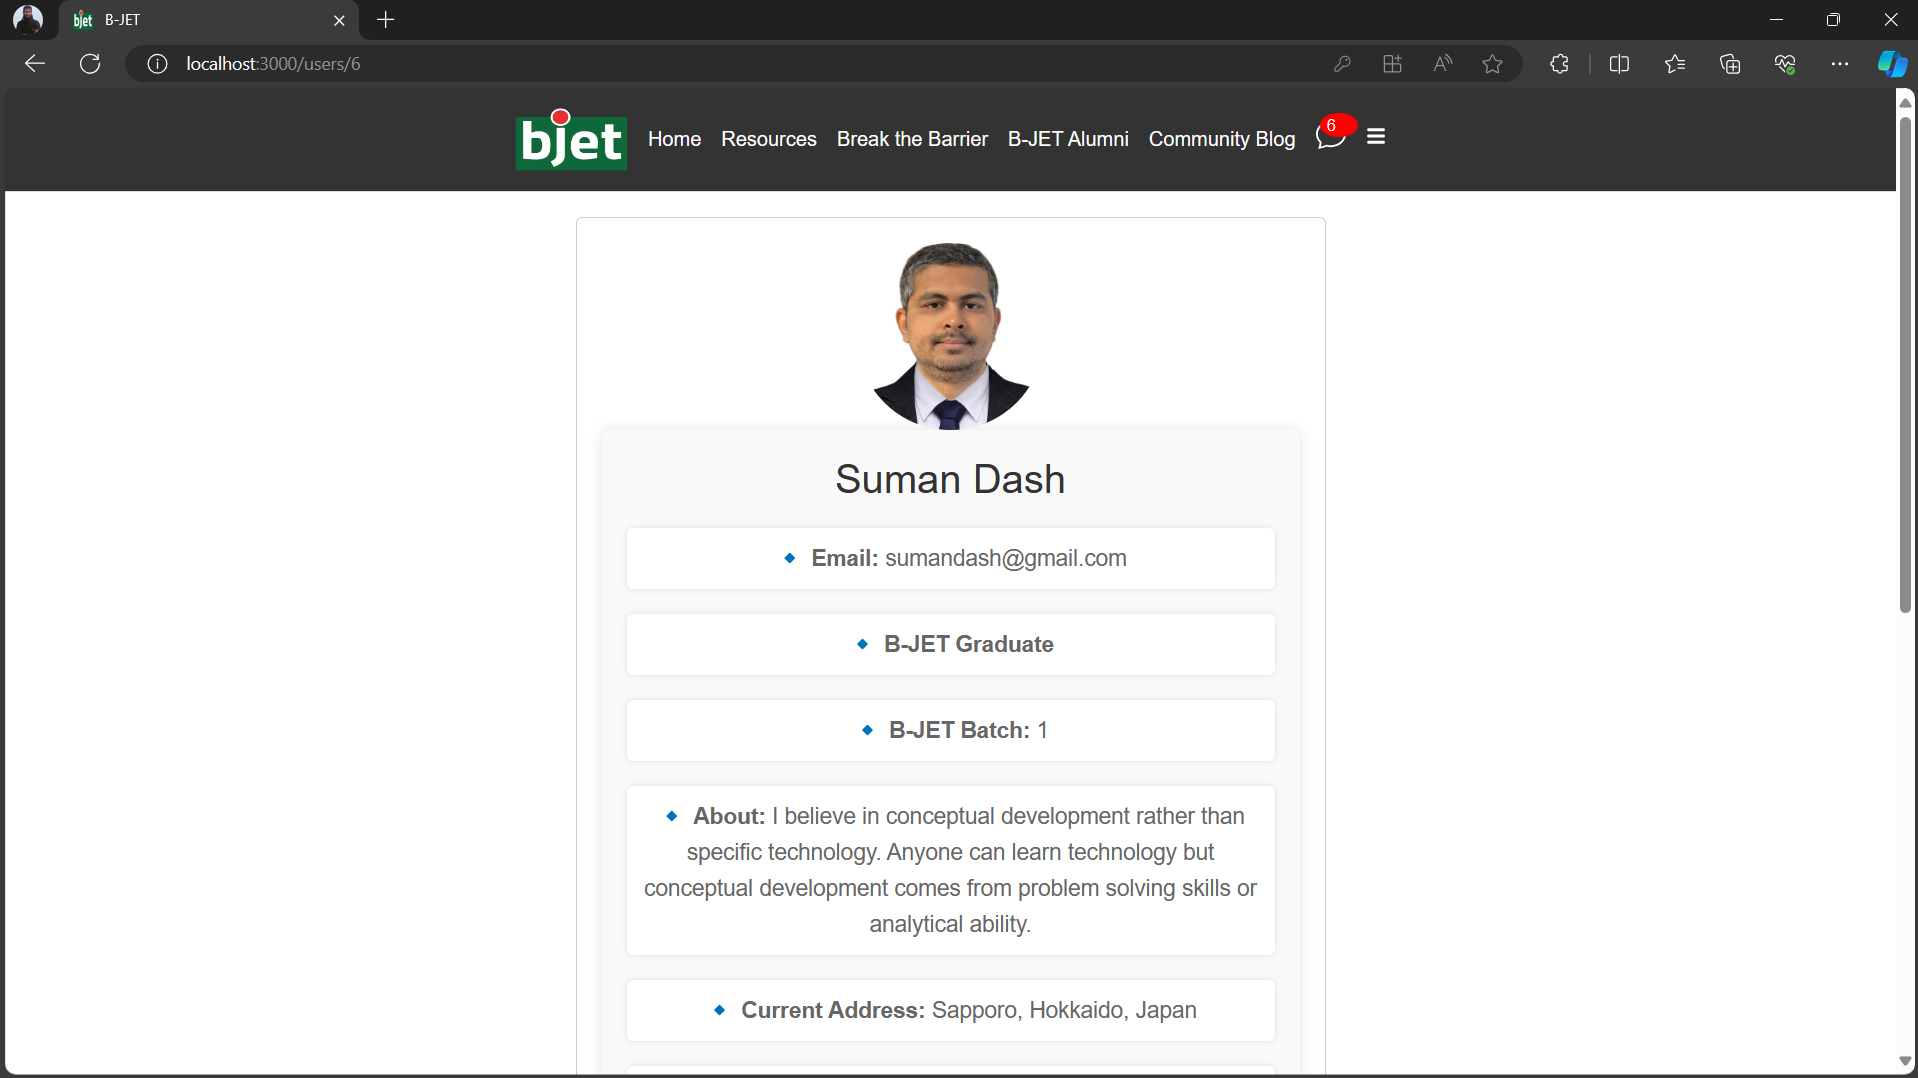 B-JET
localhost:3000/users/6
bjet Home Resources Break the Barrier B-JET Alumni Community Blog 6
Suman Dash
Email: sumandash@gmail.com
B-JET Graduate
B-JET Batch: 1
About: I believe in conceptual development rather than
specific technology. Anyone can learn technology but
conceptual development comes from problem solving skills or
analytical ability.
Current Address: Sapporo, Hokkaido, Japan